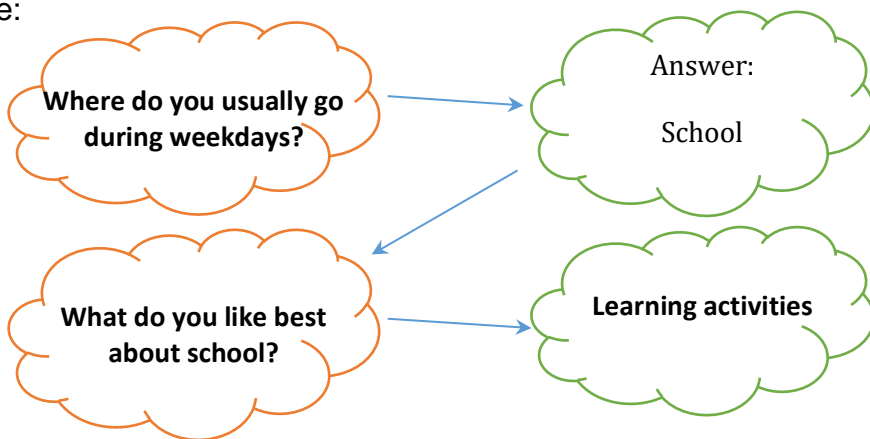 e:
Where do you usually go
during weekdays?
Answer:
School
What do you like best
about school?
Learning activities